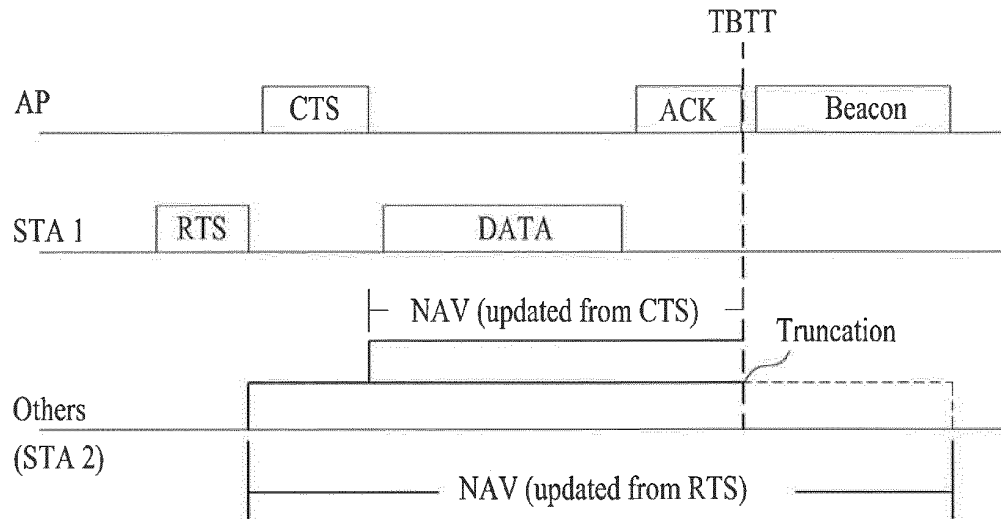 TBTT
AP
CTS
ACK
Beacon
STA 1
RTS
DATA
NAV (updated from CTS)
Truncation
Others
(STA 2)
NAV (updated from RTS)